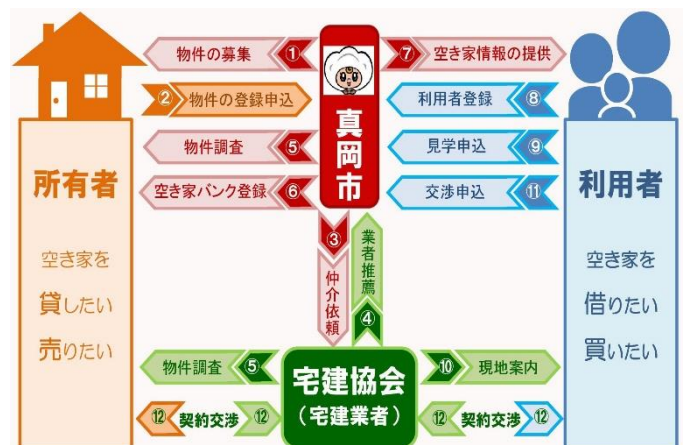 物件の募集 ①
⑦ 空き家情報の提供
② 物件の登録申込
利用者登録 ⑧
真岡市
物件調査 ⑤
見学申込 ⑨
空き家バンク登録 ⑥
交渉申込 ⑪
所有者
空き家を
貸したい
売りたい
利用者
空き家を
借りたい
買いたい
③ 仲介依頼
業者推薦 ④
物件調査 ⑤
宅建協会
（宅建業者）
⑩ 現地案内
⑫ 契約交渉 ⑫
⑫ 契約交渉 ⑫